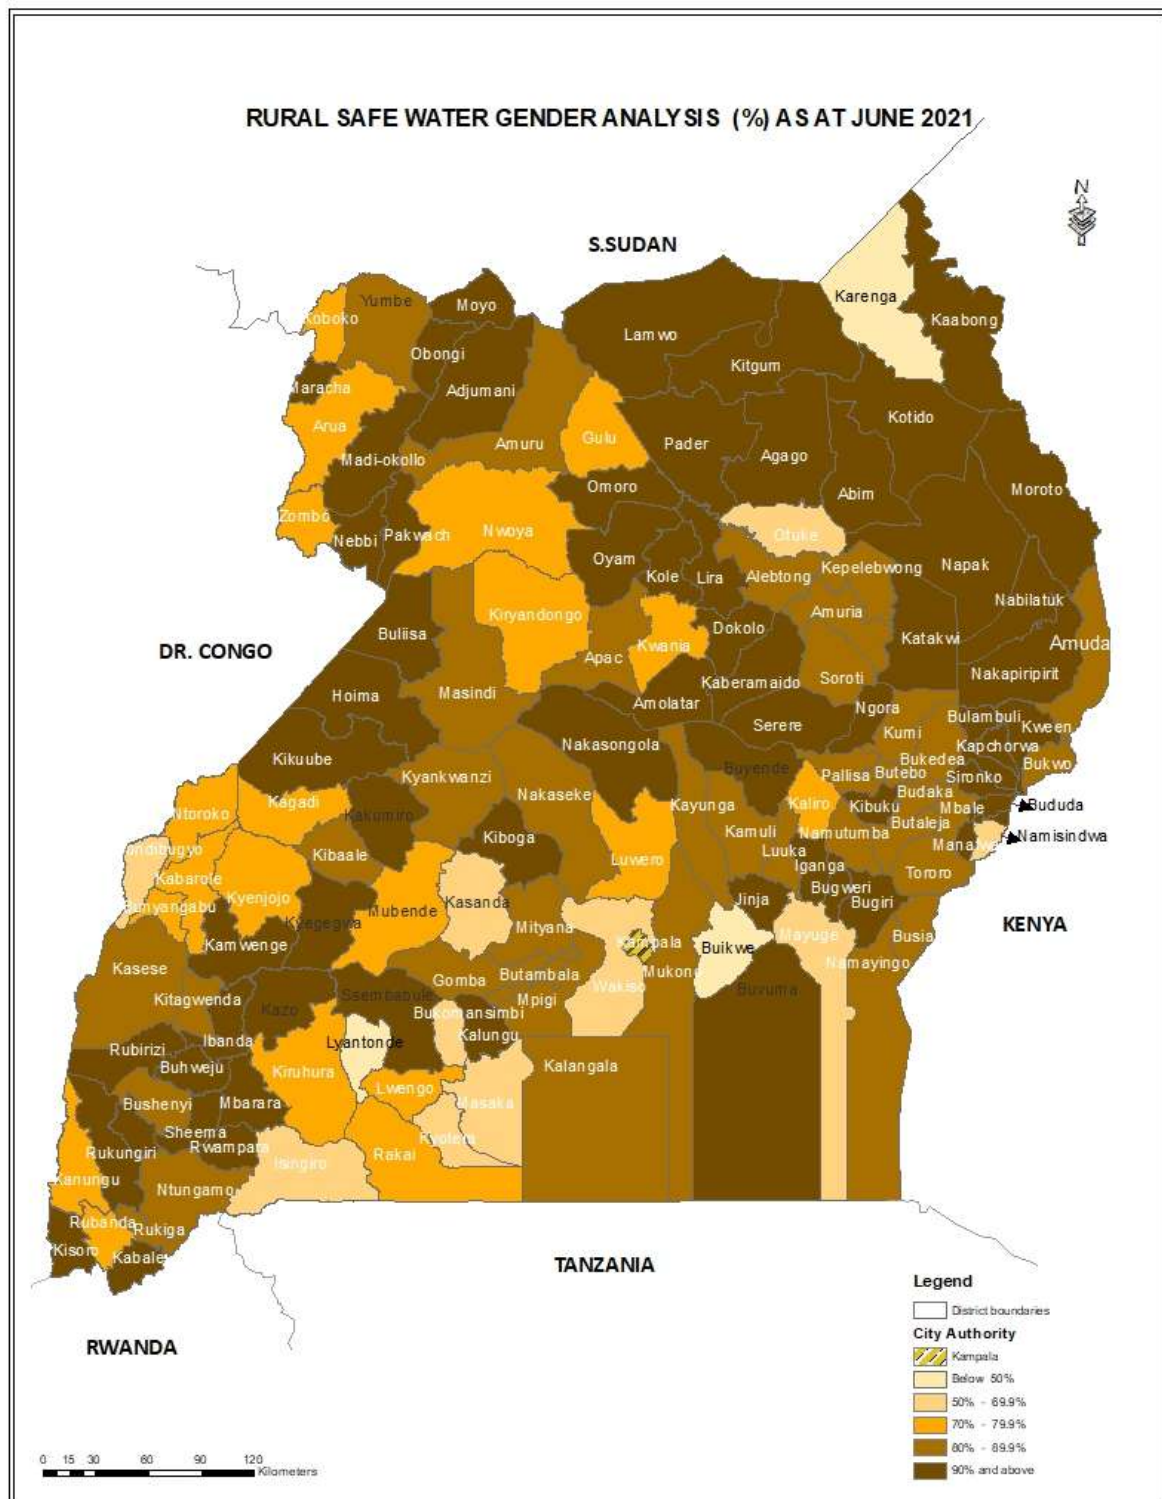 RURAL SAFE WATER GENDER ANALYSIS (%) AS AT JUNE 2021
N
S.SUDAN
Karenga
Yumbe
Moyo
Koboko
Kaabong
Lamwo
Obongi
Kitgum
Maracha
Adjumani
Kotido
Arua
Gulu
Amuru
Pader
Agago
Madi-okollo
Omoro
Abim
Moroto
Zombo
Nwoya
Pakwach
Otuke
Nebbi
Oyam
Napak
Kepelebwong
Kole
Lira
Alebtong
Nabilatuk
Kiryandongo
Amuria
Buliisa
Dokolo
Katakwi
Kwania
Amuda
DR. CONGO
Apac
Nakapiripirit
Soroti
Kaberamaido
Hoima
Masindi
Amolatar
Ngora
Bulambuli
Serere
Kumi
Kween
Nakasongola
Kapchorwa
Kikuube
Bukedea
Bukwo
Buyende
Pallisa
Butebo
Sironko
Kyankwanzi
Nakaseke
Budaka
Kagadi
Kayunga
Kaliro
Kibuku
Mbale
Bududa
Ntoroko
Kakumiro
Butaleja
Kiboga
Kamuli
Namutumba
Namisindwa
Kibaale
Luuka
Luwero
Iganga
Tororo
Kabarole
Bugweri
Kyenjojo
Jinja
Bugiri
Bunyangabu
Mubende
Kasanda
KENYA
Kyegegwa
Mityana
Mayuge
Busia
Kamwenge
Kampala
Buikwe
Namayingo
Kasese
Butambala
Mukono
Gomba
Wakiso
Buvuma
Kitagwenda
Ssembabule
Mpigi
Kazo
Bukomansimbi
Ibanda
Lyantonde
Kalungu
Rubirizi
Buhweju
Kiruhura
Kalangala
Lwengo
Bushenyi
Mbarara
Masaka
Sheema
Kyotera
Rukungiri
Rwampara
Rakai
Isingiro
Kanungu
Ntungamo
Rubanda
Rukiga
Kisoro
Kabale
TANZANIA
RWANDA
Legend
District boundaries
City Authority
Kampala
Below 50%
50% - 69.9%
70% - 79.9%
80% - 89.9%
90% and above
0 15 30 60 90 120
Kilometers